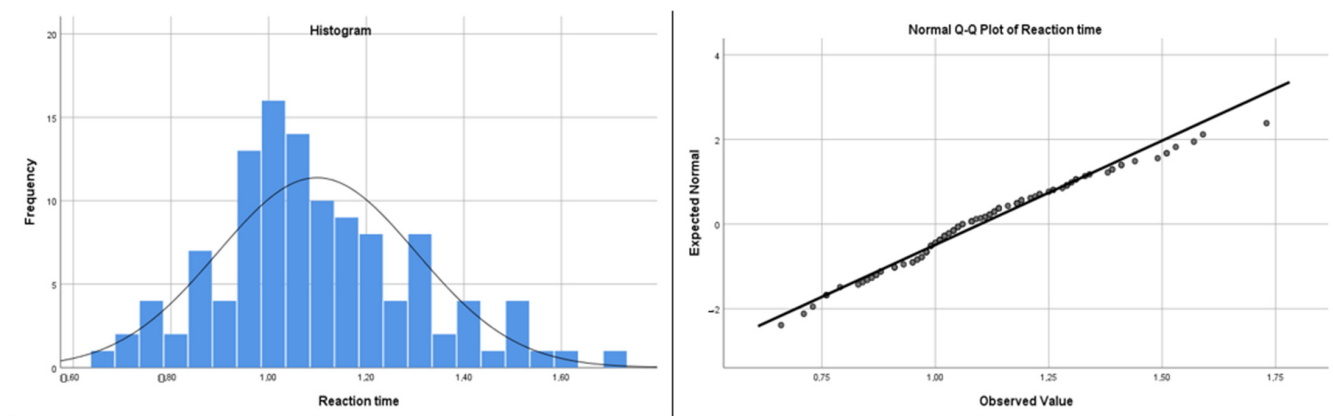 Histogram
20
15
10
5
0
Frequency
0,60 0,80 1,00 1,20 1,40 1,60
Reaction time
Normal Q-Q Plot of Reaction time
4
2
0
-2
Expected Normal
0,75 1,00 1,25 1,50 1,75
Observed Value